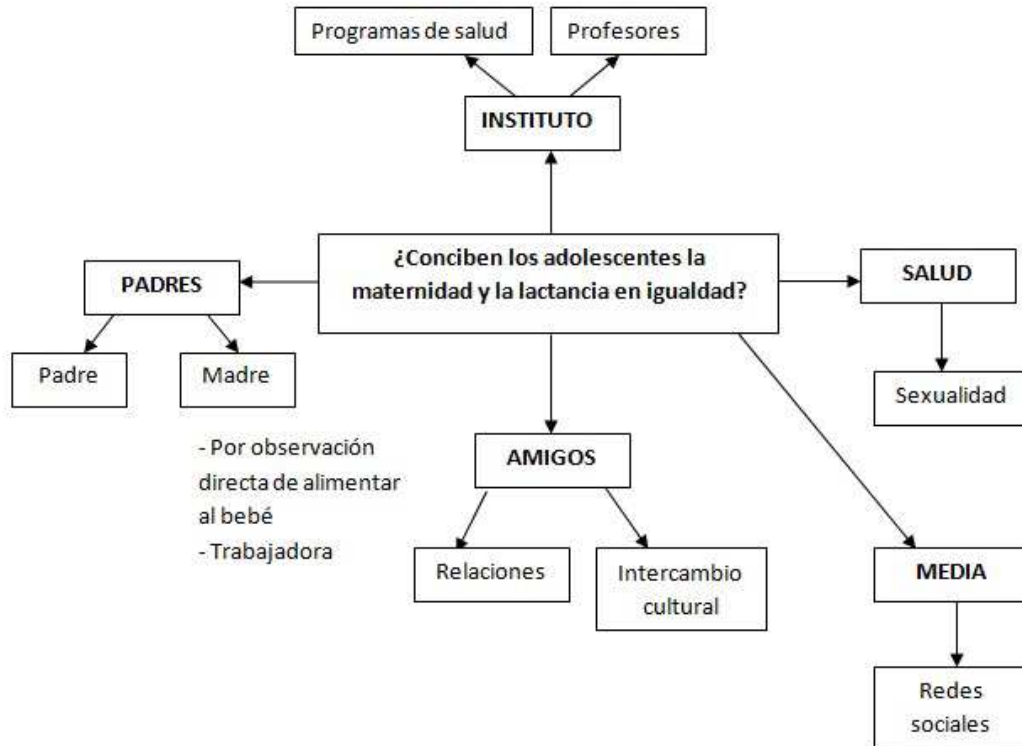 Programas de salud
Profesores
INSTITUTO
¿Conciben los adolescentes la
maternidad y la lactancia en igualdad?
PADRES
SALUD
Padre
Madre
Sexualidad
- Por observación
directa de alimentar
al bebé
- Trabajadora
AMIGOS
Relaciones
Intercambio
cultural
MEDIA
Redes
sociales